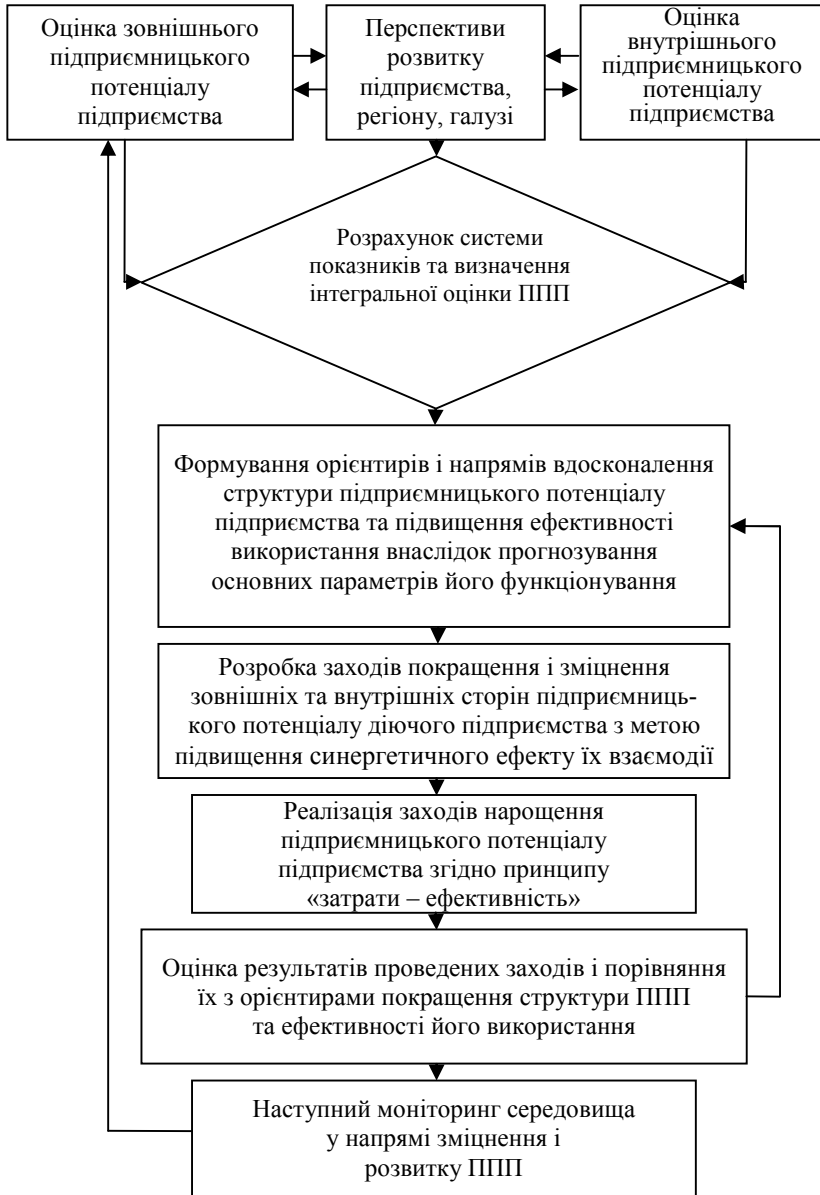 Оцінка зовнішнього
підприємницького
потенціалу
підприємства
Перспективи
розвитку
підприємства,
регіону, галузі
Оцінка
внутрішнього
підприємницького
потенціалу
підприємства
Розрахунок системи
показників та визначення
інтегральної оцінки ППП
Формування орієнтирів і напрямів вдосконалення
структури підприємницького потенціалу
підприємства та підвищення ефективності
використання внаслідок прогнозування
основних параметрів його функціонування
Розробка заходів покращення і зміцнення
зовнішніх та внутрішніх сторін підприємниць-
кого потенціалу діючого підприємства з метою
підвищення синергетичного ефекту їх взаємодії
Реалізація заходів нарощення
підприємницького потенціалу
підприємства згідно принципу
«затрати – ефективність»
Оцінка результатів проведених заходів і порівняння
їх з орієнтирами покращення структури ППП
та ефективності його використання
Наступний моніторинг середовища
у напрямі зміцнення і
розвитку ППП